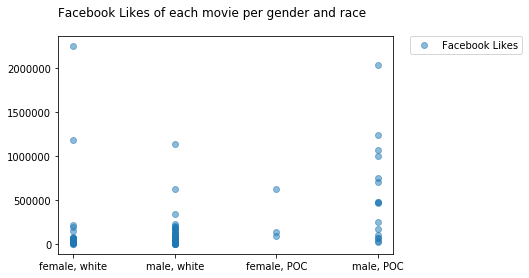 Facebook Likes of each movie per gender and race
Facebook Likes
2000000
1500000
1000000
500000
0
female, white
male, white
female, POC
male, POC